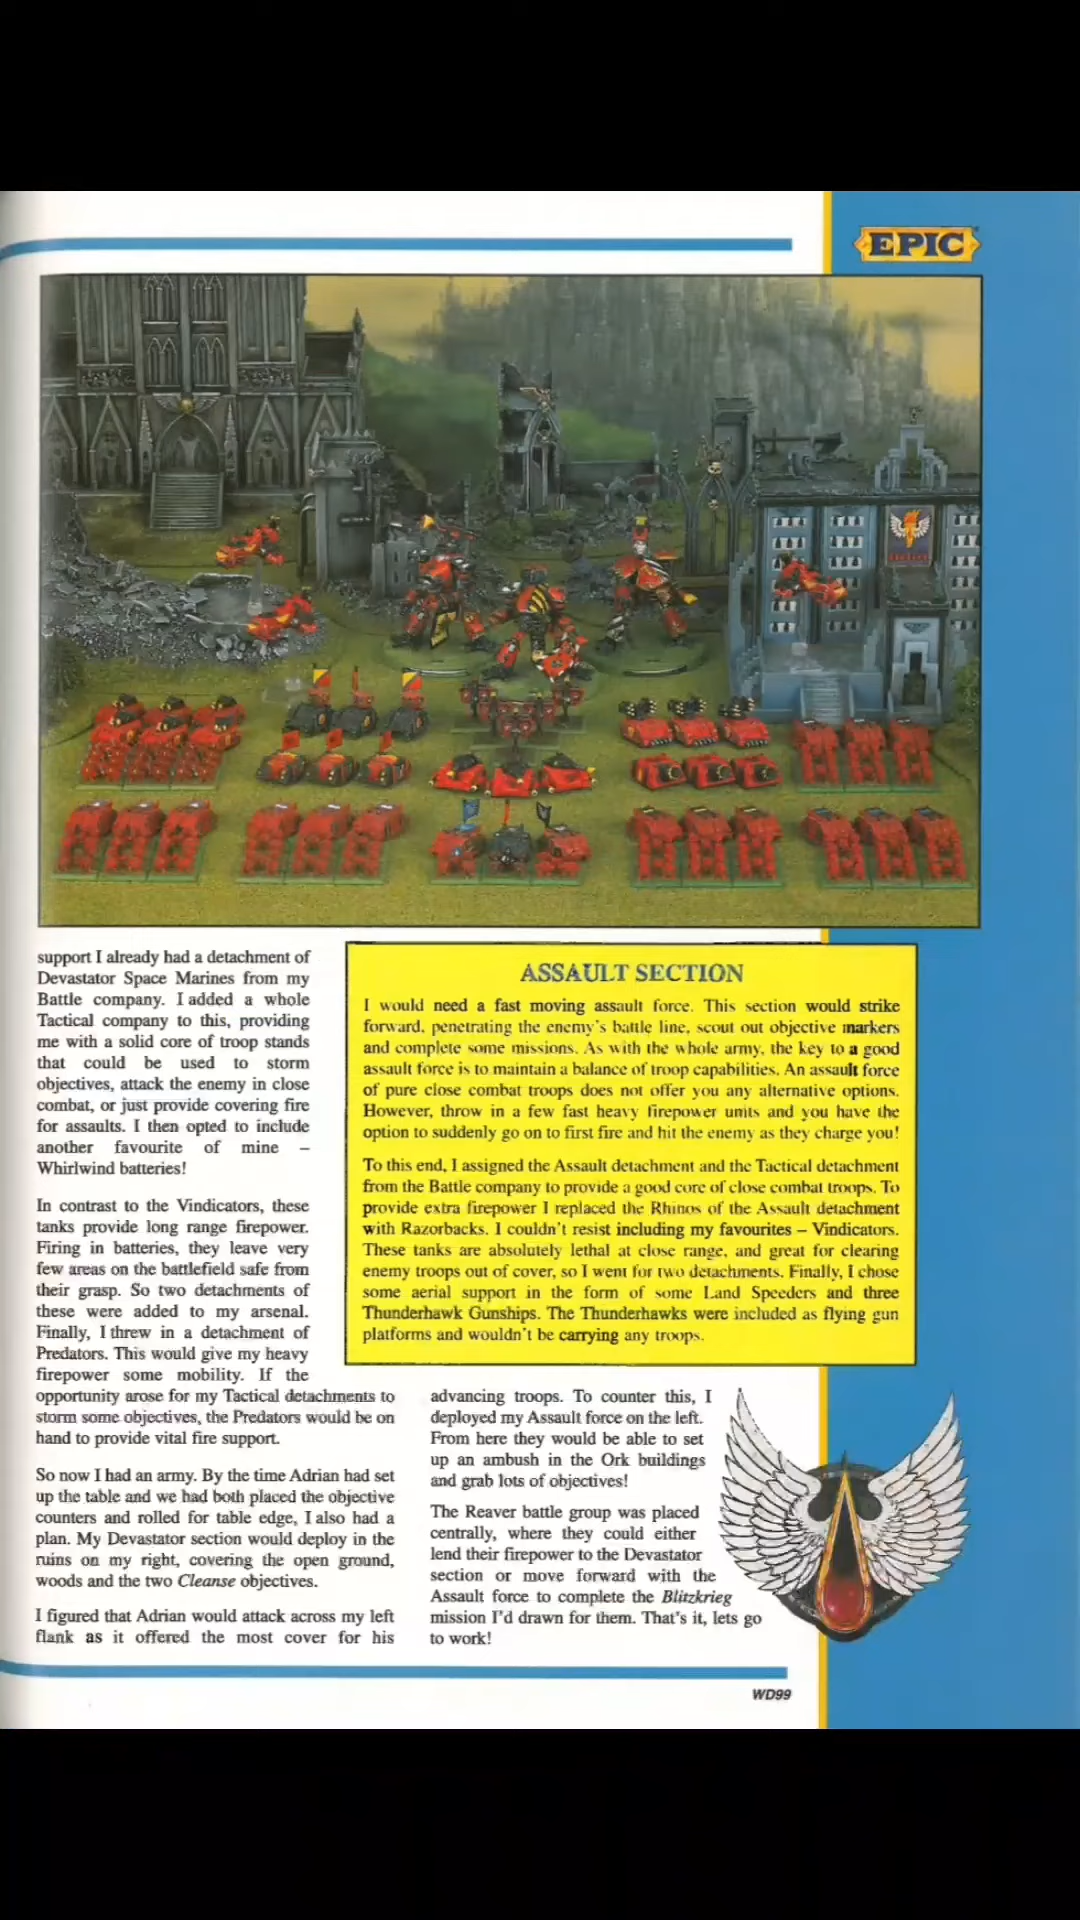 EPIC
support I already had a detachment of
Devastator Space Marines from my
Battle company. I added a whole
Tactical company to this, providing
me with a solid core of troop stands
that could be used to storm
objectives, attack the enemy in close
combat, or just provide covering fire
for assaults. I then opted to include
another favourite of mine –
Whirlwind batteries!
In contrast to the Vindicators, these
tanks provide long range firepower.
Firing in batteries, they leave very
few areas on the battlefield safe from
their grasp. So two detachments of
these were added to my arsenal.
Finally, I threw in a detachment of
Predators. This would give my heavy
firepower some mobility. If the
opportunity arose for my Tactical detachments to
storm some objectives, the Predators would be on
hand to provide vital fire support.
So now I had an army. By the time Adrian had set
up the table and we had both placed the objective
counters and rolled for table edge, I also had a
plan. My Devastator section would deploy in the
ruins on my right, covering the open ground,
woods and the two Cleanse objectives.
I figured that Adrian would attack across my left
flank as it offered the most cover for his
ASSAULT SECTION
I would need a fast moving assault force. This section would strike
forward, penetrating the enemy's battle line, scout out objective markers
and complete some missions. As with the whole army, the key to a good
assault force is to maintain a balance of troop capabilities. An assault force
of pure close combat troops does not offer you any alternative options.
However, throw in a few fast heavy firepower units and you have the
option to suddenly go on to first fire and hit the enemy as they charge you!
To this end, I assigned the Assault detachment and the Tactical detachment
from the Battle company to provide a good core of close combat troops. To
provide extra firepower I replaced the Rhinos of the Assault detachment
with Razorbacks. I couldn't resist including my favourites – Vindicators.
These tanks are absolutely lethal at close range, and great for clearing
enemy troops out of cover, so I went for two detachments. Finally, I chose
some aerial support in the form of some Land Speeders and three
Thunderhawk Gunships. The Thunderhawks were included as flying gun
platforms and wouldn't be carrying any troops.
advancing troops. To counter this, I
deployed my Assault force on the left.
From here they would be able to set
up an ambush in the Ork buildings
and grab lots of objectives!
The Reaver battle group was placed
centrally, where they could either
lend their firepower to the Devastator
section or move forward with the
Assault force to complete the Blitzkrieg
mission I'd drawn for them. That's it, lets go
to work!
WD99